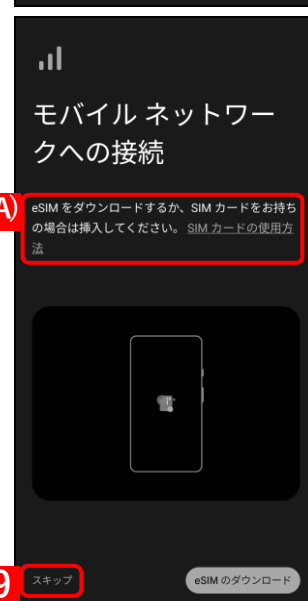 モバイル ネットワー
クへの接続
A)
eSIM をダウンロードするか、SIM カードをお持ち
の場合は挿入してください。 SIM カードの使用方
法
9
スキップ
eSIM のダウンロード